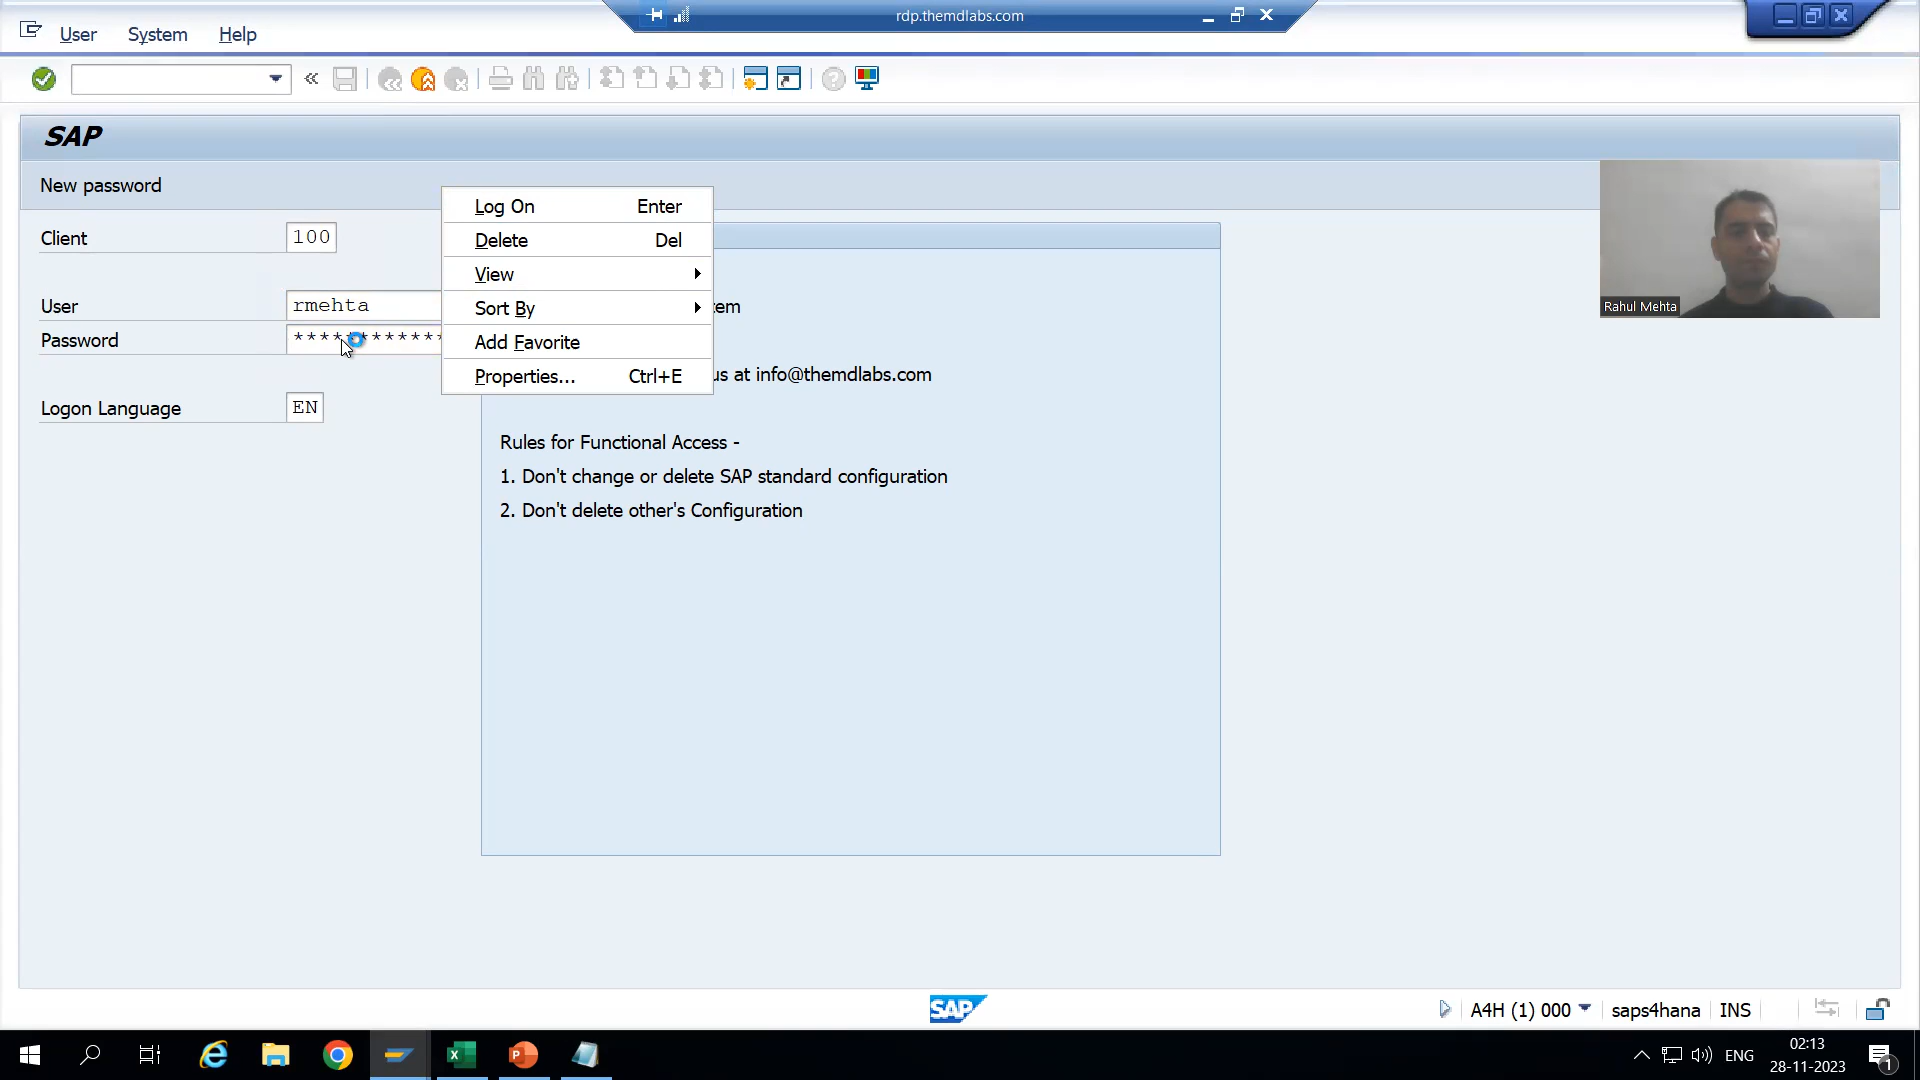 rdp.themdlabs.com
User System Help
SAP
New password
Client 100
User rmehta
Password ************
Logon Language EN
Log On Enter
Delete Del
View
Sort By
Add Favorite
Properties... Ctrl+E
us at info@themdlabs.com
Rules for Functional Access -
1. Don't change or delete SAP standard configuration
2. Don't delete other's Configuration
Rahul Mehta
SAP
A4H (1) 000 saps4hana INS
ENG
02:13
28-11-2023
1